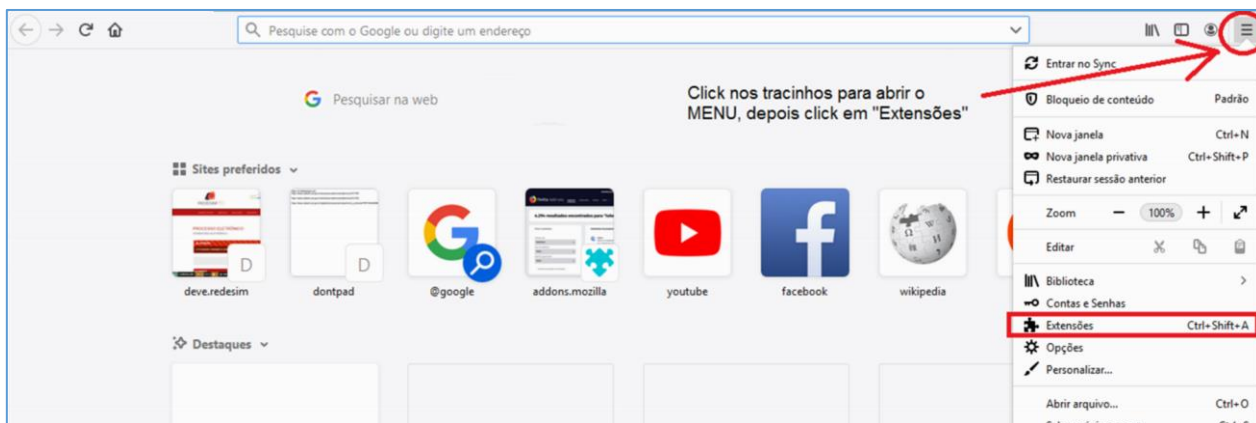 Pesquise com o Google ou digite um endereço
Entrar no Sync
Bloqueio de conteúdo Padrão
Nova janela Ctrl+N
Nova janela privativa Ctrl+Shift+P
Restaurar sessão anterior
Zoom − 100% +
Editar
Biblioteca >
Contas e Senhas
Extensões Ctrl+Shift+A
Opções
Personalizar...
Abrir arquivo... Ctrl+O
Pesquisar na web
Click nos tracinhos para abrir o
MENU, depois click em "Extensões"
Sites preferidos
D
D
deve.redesim dontpad @google addons.mozilla youtube facebook wikipedia
Destaques